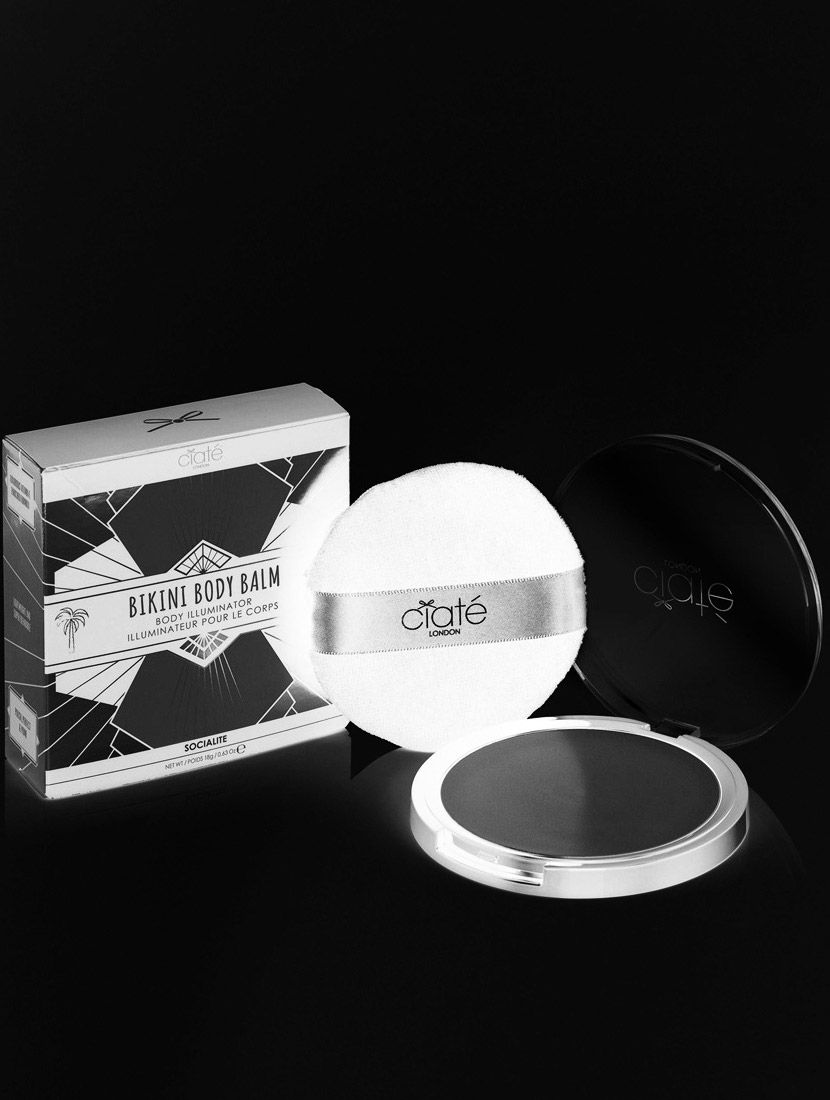 ciaté
LONDON
BIKINI BODY BALM
BODY ILLUMINATOR
ILLUMINATEUR POUR LE CORPS
SOCIALITE
NET WT / POIDS 18g / 0.63 Oz ℮
ciaté
LONDON
LONDON
ciaté